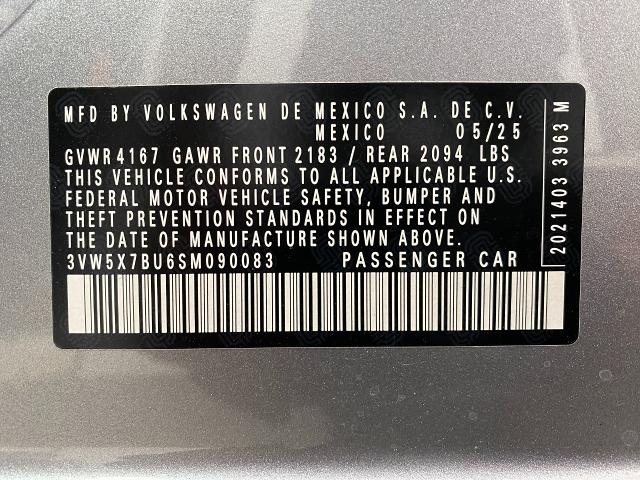 MFD BY VOLKSWAGEN DE MEXICO S.A. DE C.V.
MEXICO 05/25
GVWR 4167 GAWR FRONT 2183 / REAR 2094 LBS
THIS VEHICLE CONFORMS TO ALL APPLICABLE U.S.
FEDERAL MOTOR VEHICLE SAFETY, BUMPER AND
THEFT PREVENTION STANDARDS IN EFFECT ON
THE DATE OF MANUFACTURE SHOWN ABOVE.
3VW5X7BU6SM090083 PASSENGER CAR
2021403 3963 M